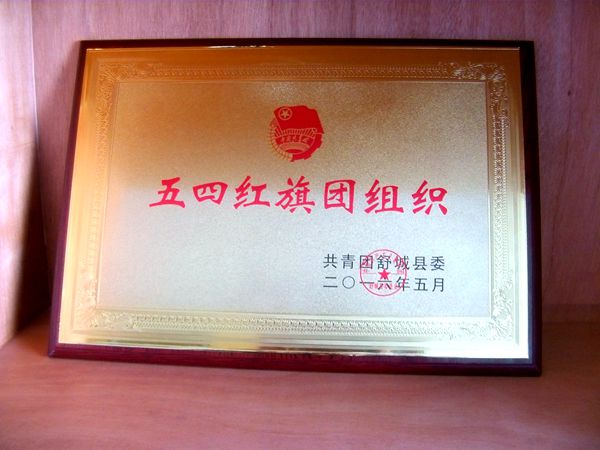 五四红旗团组织
共青团舒城县委
二〇一六年五月